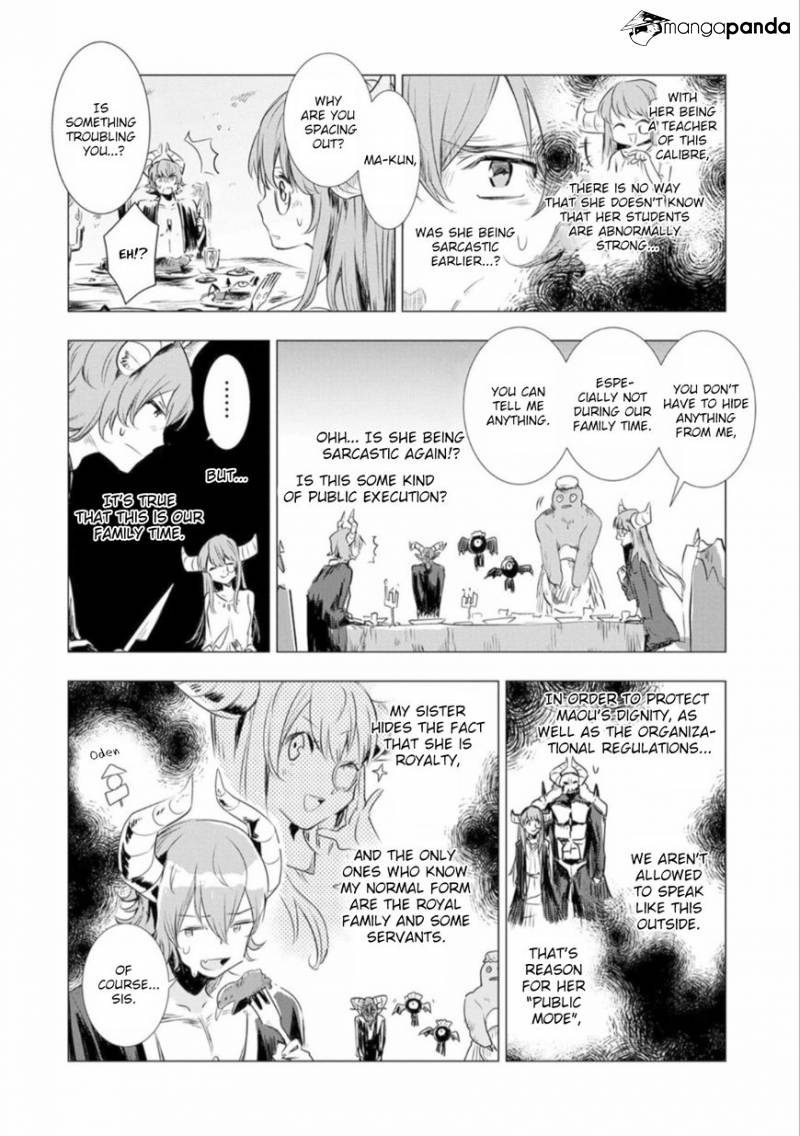 mangapanda
WITH
HER BEING
A TEACHER
OF THIS
CALIBRE,
THERE IS NO WAY
THAT SHE DOESN'T KNOW
THAT HER STUDENTS
ARE ABNORMALLY
STRONG...
WAS SHE BEING
SARCASTIC
EARLIER...?
MA-KUN,
WHY
ARE YOU
SPACING
OUT?
IS
SOMETHING
TROUBLING
YOU...?
EH!?
YOU DON'T
HAVE TO HIDE
ANYTHING
FROM ME,
ESPE-
CIALLY NOT
DURING OUR
FAMILY TIME.
YOU CAN
TELL ME
ANYTHING.
OHH... IS SHE BEING
SARCASTIC AGAIN!?
IS THIS SOME KIND
OF PUBLIC EXECUTION?
......
BUT...
IT'S TRUE
THAT THIS IS OUR
FAMILY TIME.
IN ORDER TO PROTECT
MAOU'S DIGNITY, AS
WELL AS THE ORGANIZA-
TIONAL REGULATIONS...
WE AREN'T
ALLOWED
TO SPEAK
LIKE THIS
OUTSIDE.
THAT'S
REASON
FOR HER
"PUBLIC
MODE",
MY SISTER
HIDES THE FACT
THAT SHE IS
ROYALTY,
AND THE ONLY
ONES WHO KNOW
MY NORMAL FORM
ARE THE ROYAL
FAMILY AND SOME
SERVANTS.
Oden
OF
COURSE...
SIS.